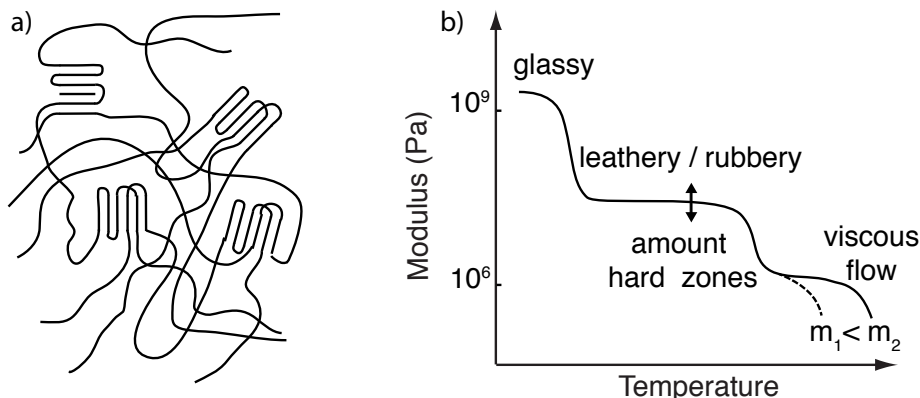 a)
b)
glassy
10⁹
leathery / rubbery
amount
hard zones
viscous
flow
10⁶
m₁ < m₂
Modulus (Pa)
Temperature